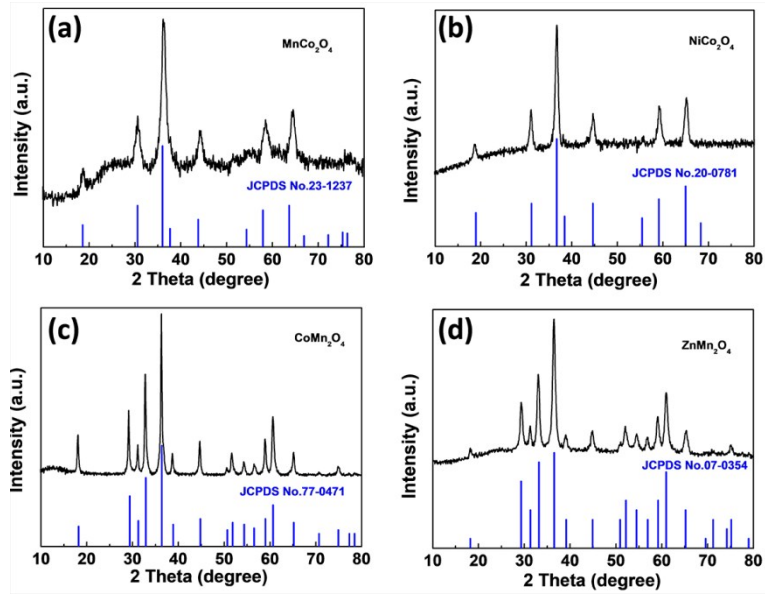 (a)
MnCo₂O₄
Intensity (a.u.)
JCPDS No.23-1237
10 20 30 40 50 60 70 80
2 Theta (degree)
(b)
NiCo₂O₄
Intensity (a.u.)
JCPDS No.20-0781
10 20 30 40 50 60 70 80
2 Theta (degree)
(c)
CoMn₂O₄
Intensity (a.u.)
JCPDS No.77-0471
10 20 30 40 50 60 70 80
2 Theta (degree)
(d)
ZnMn₂O₄
Intensity (a.u.)
JCPDS No.07-0354
10 20 30 40 50 60 70 80
2 Theta (degree)